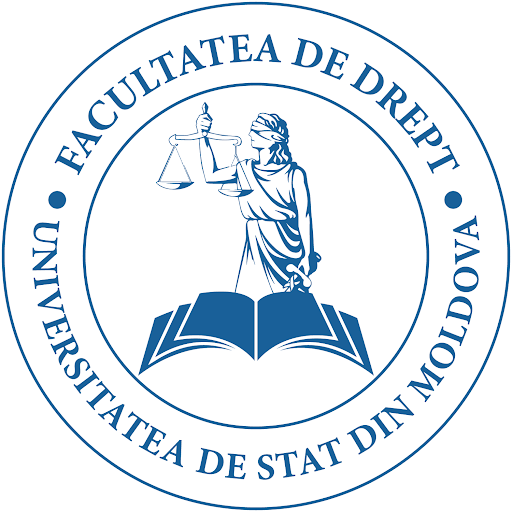 FACULTATEA DE DREPT
UNIVERSITATEA DE STAT DIN MOLDOVA